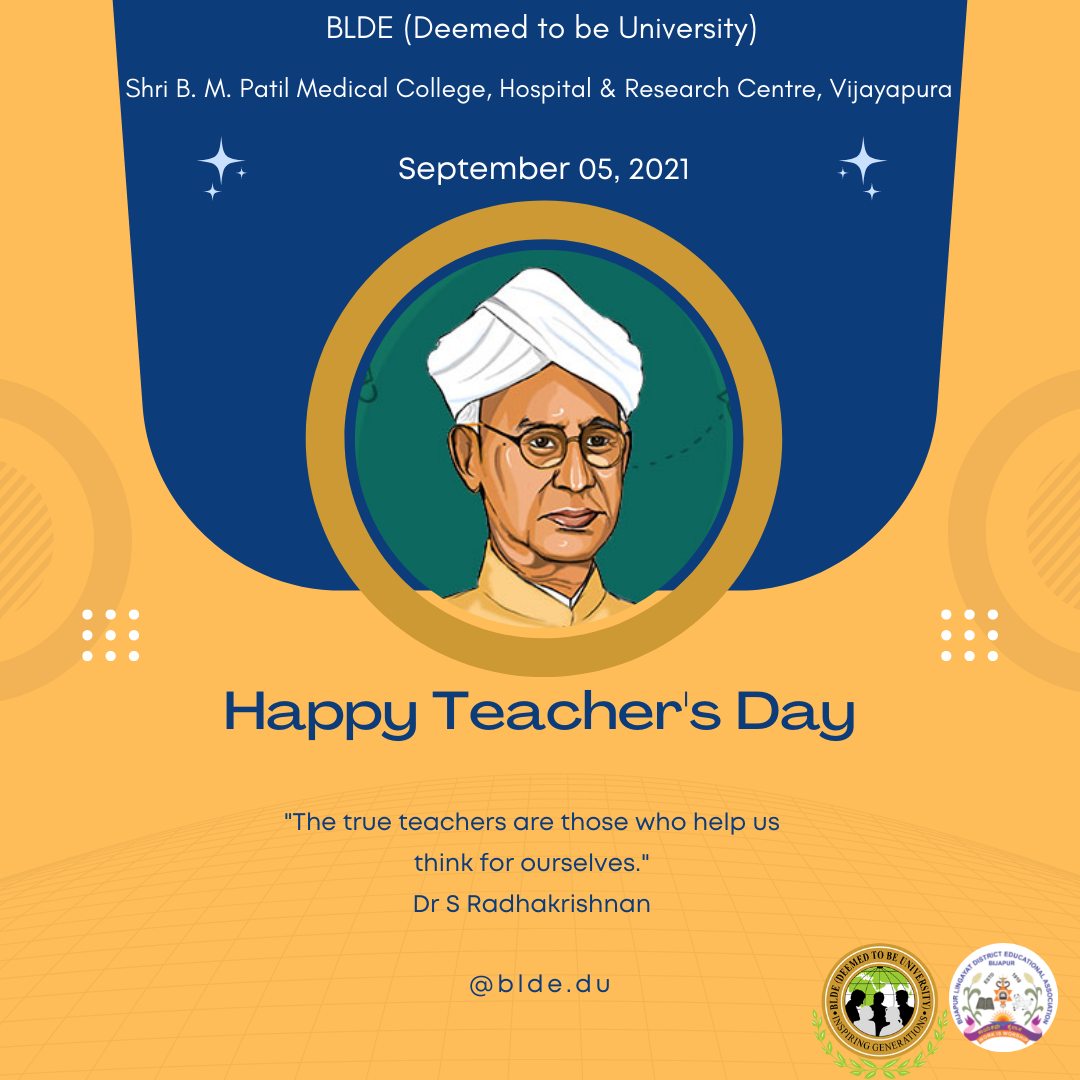 BLDE (Deemed to be University)
Shri B. M. Patil Medical College, Hospital & Research Centre, Vijayapura
September 05, 2021
Happy Teacher's Day
"The true teachers are those who help us
think for ourselves."
Dr S Radhakrishnan
@blde.du
BLDE (DEEMED TO BE UNIVERSITY)
INSPIRING GENERATIONS
BIJAPUR LINGAYAT DISTRICT EDUCATIONAL ASSOCIATION
BIJAPUR
ESTD 1910